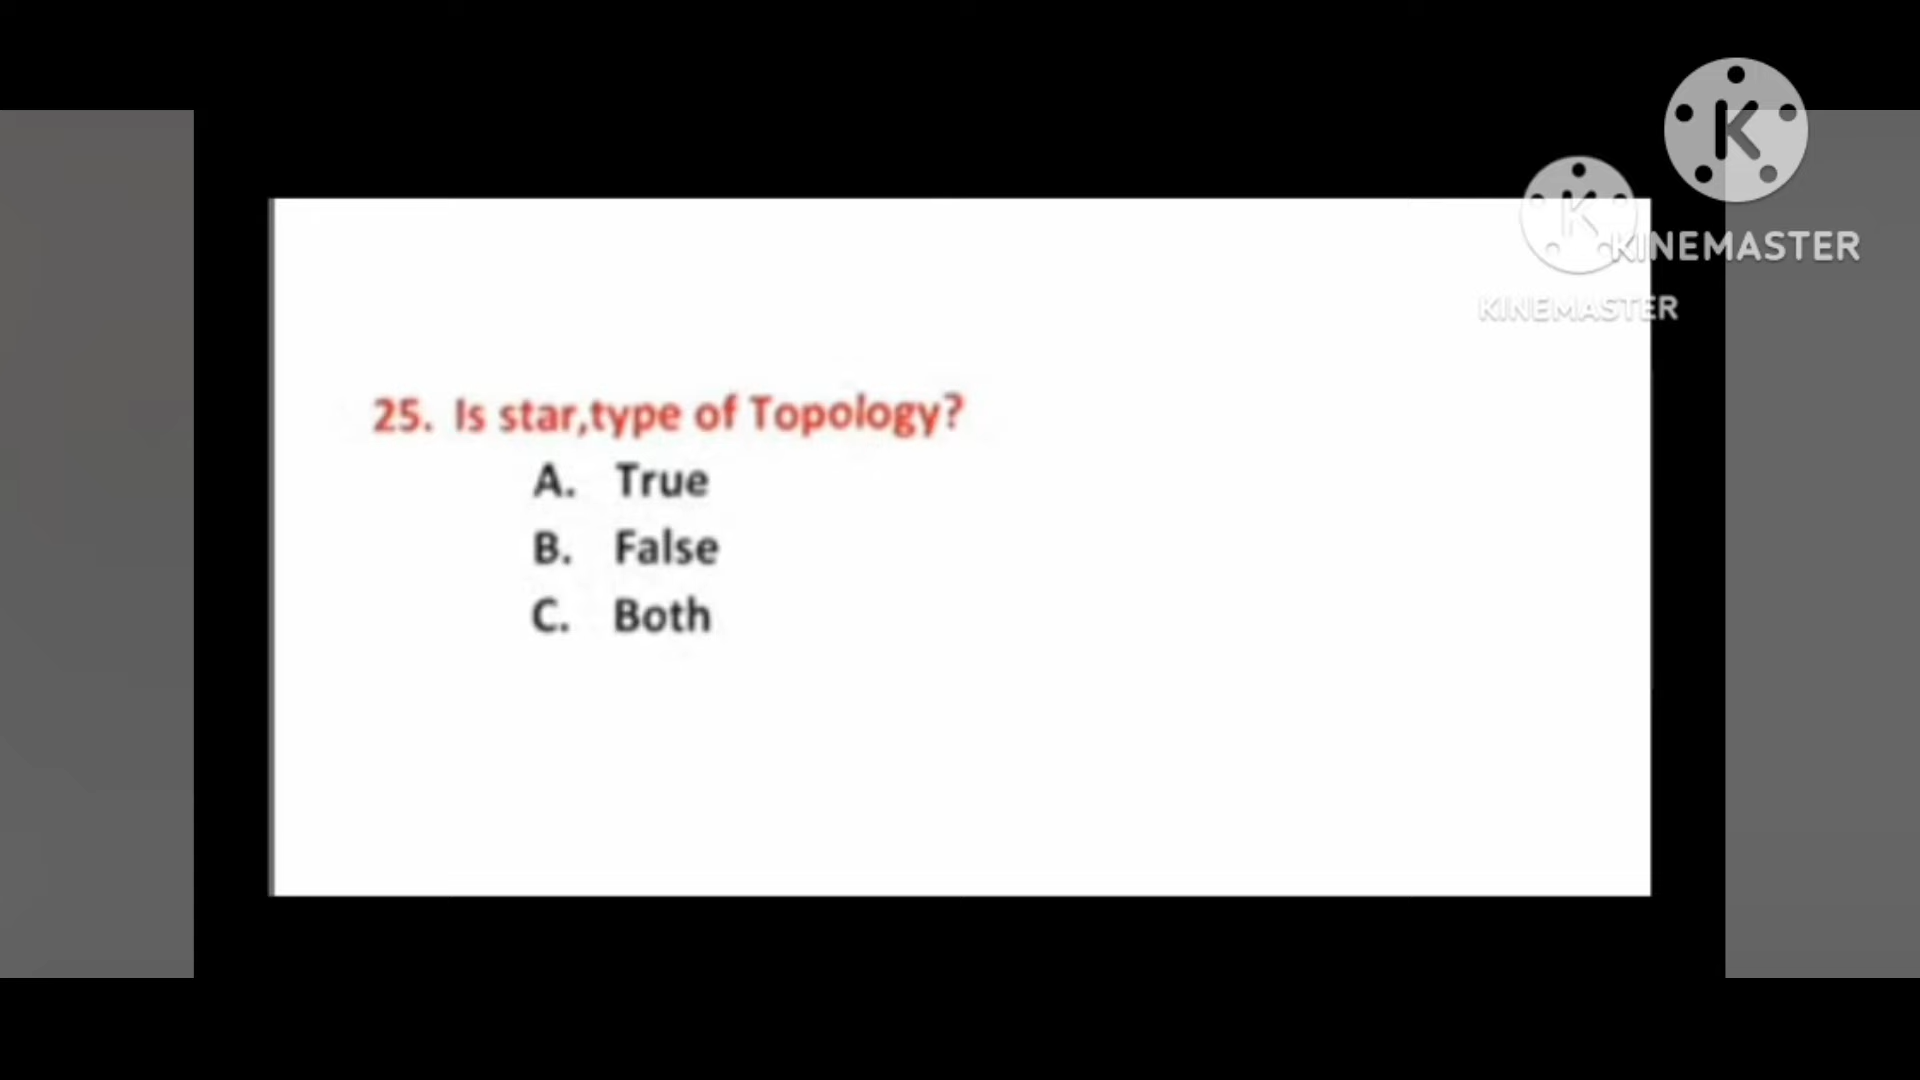 KINEMASTER
KINEMASTER
25. Is star,type of Topology?
A. True
B. False
C. Both